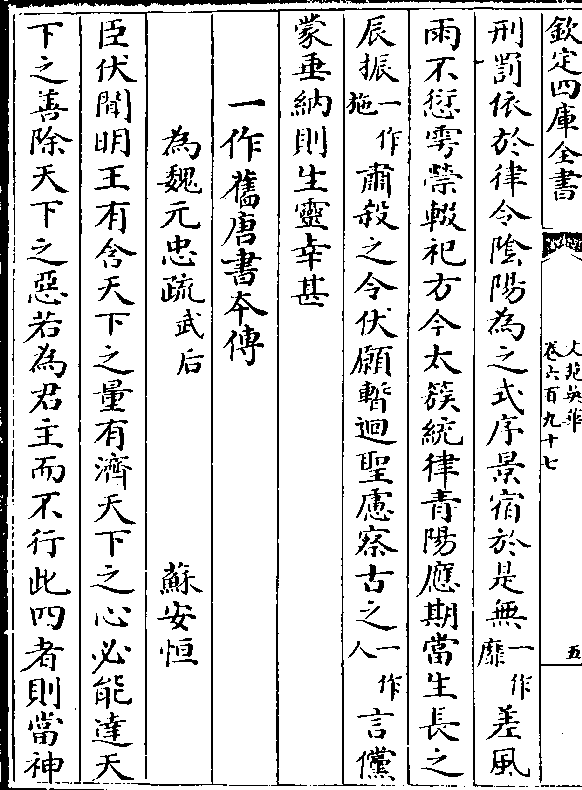 欽定四庫全書
文苑英華
卷六百九十七
五
刑罰依於律令陰陽為之式序景宿於是無一作靡差風
雨不愆雩禜輟祀方今太簇統律青陽應期當生長之
辰振一作施肅殺之令伏願暫迴聖慮察古之一作人言儻
蒙垂納則生靈幸甚
一作舊唐書本傳
為魏元忠疏武后 蘇安恒
臣伏聞明王有含天下之量有濟天下之心必能達天
下之善除天下之惡若為君主而不行此四者則當神